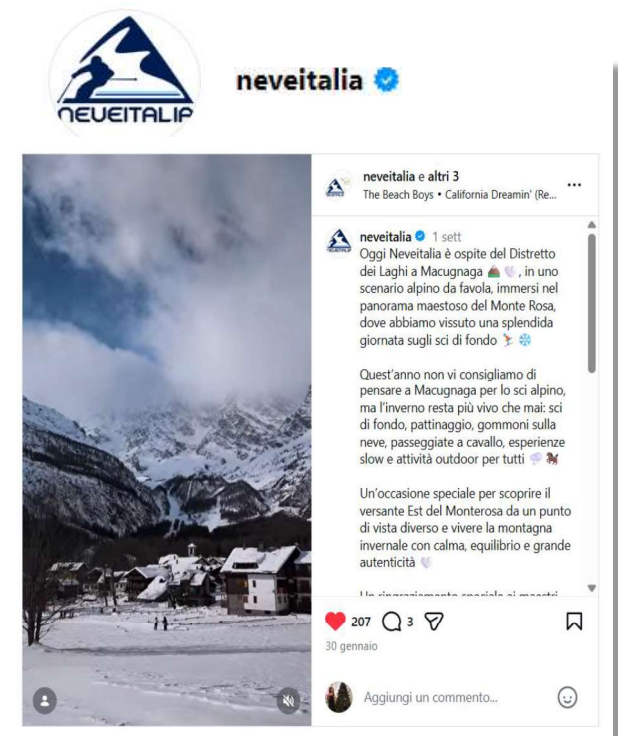 NEVEITALIA
neveitalia
neveitalia e altri 3
The Beach Boys • California Dreamin' (Re...
neveitalia 1 sett
Oggi Neveitalia è ospite del Distretto
dei Laghi a Macugnaga ⛰️ 🤍 , in uno
scenario alpino da favola, immersi nel
panorama maestoso del Monte Rosa,
dove abbiamo vissuto una splendida
giornata sugli sci di fondo ⛷️ ❄️
Quest'anno non vi consigliamo di
pensare a Macugnaga per lo sci alpino,
ma l'inverno resta più vivo che mai: sci
di fondo, pattinaggio, gommoni sulla
neve, passeggiate a cavallo, esperienze
slow e attività outdoor per tutti 🌨️ 🐎
Un'occasione speciale per scoprire il
versante Est del Monterosa da un punto
di vista diverso e vivere la montagna
invernale con calma, equilibrio e grande
autenticità 🤍
Un ringraziamento speciale ai maestri
207 3
30 gennaio
Aggiungi un commento...